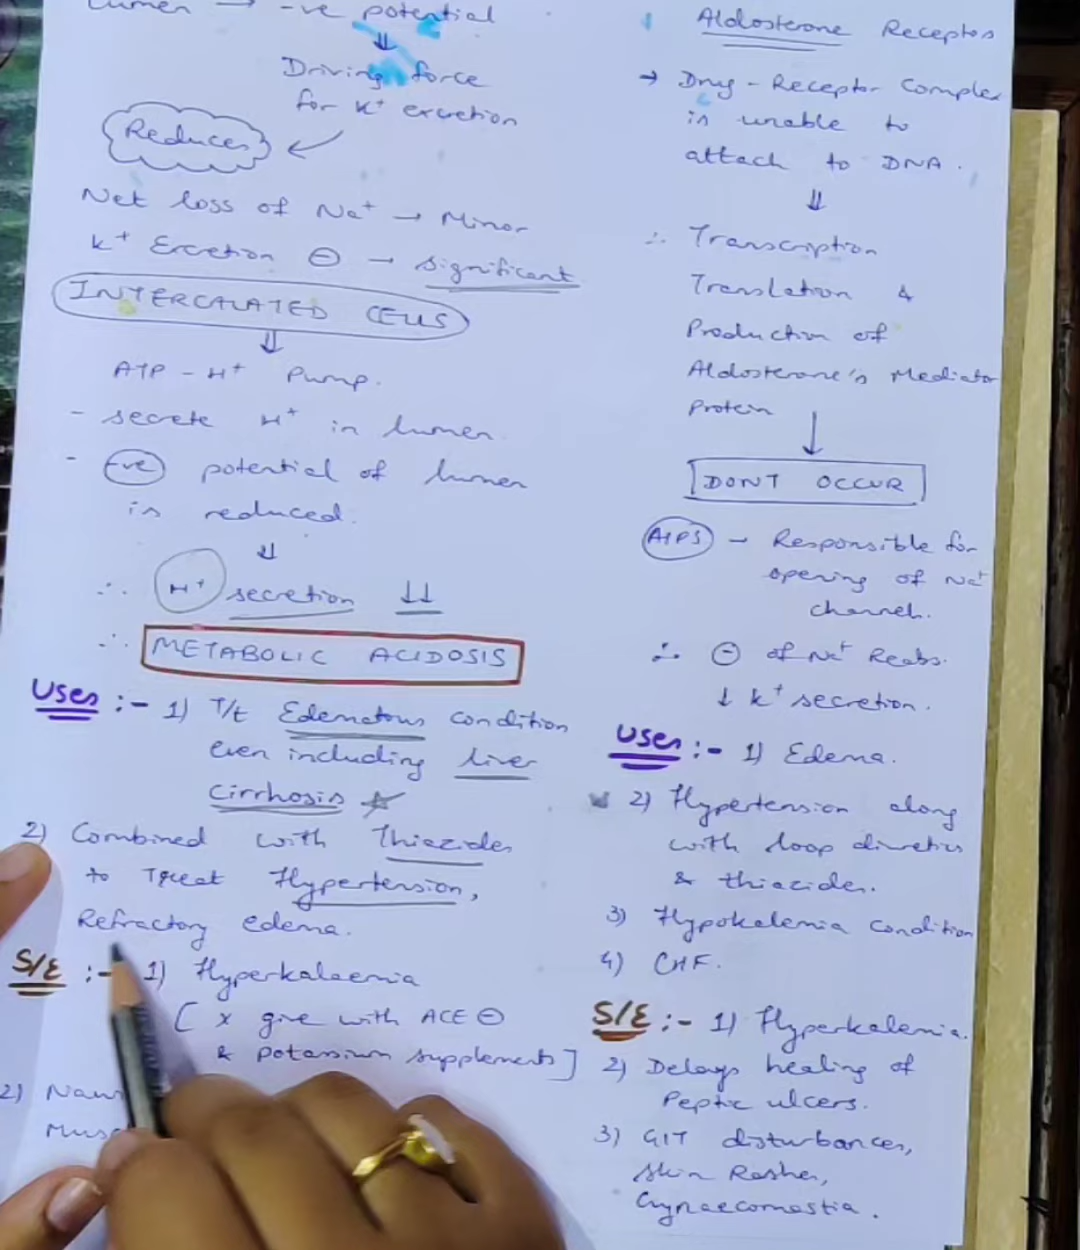 Lumen → -ve potential
⇓
Driving force
for K⁺ excretion
Reduces
Net loss of Na⁺ → Minor
K⁺ Excretion ⊖ → significant
INTERCALATED CELLS
⇓
ATP - H⁺ Pump.
- secrete H⁺ in lumen.
- -ve potential of lumen
is reduced.
⇓
∴ H⁺ secretion ↓↓
∴ METABOLIC ACIDOSIS
Uses :- 1) T/t Edematous condition
even including liver
cirrhosis
2) Combined with Thiazides
to Treat Hypertension,
Refractory edema.
S/E :- 1) Hyperkalaemia
[ x give with ACE ⊖
& Potassium supplements]
2) Naus
Musc
Aldosterone Receptor
→ Drug - Receptor Complex
is unable to
attach to DNA.
⇓
∴ Transcription
Translation &
Production of
Aldosterone's Mediator
Protein
↓
DONT OCCUR
AIPS - Responsible for
opening of Na⁺
channel.
∴ ⊖ of Na⁺ Reabs.
↓ K⁺ secretion.
Uses :- 1) Edema.
2) Hypertension along
with loop diuretics
& thiazides.
3) Hypokalemia condition
4) CHF.
S/E :- 1) Hyperkalemia.
2) Delays healing of
Peptic ulcers.
3) GIT disturbances,
Skin Rashes,
Gynaecomastia.